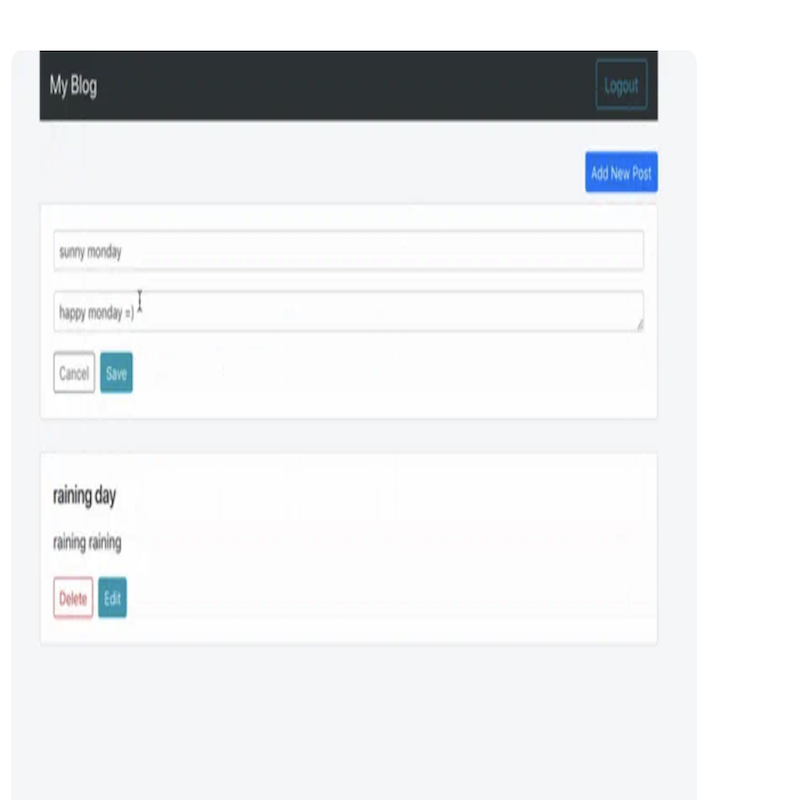 My Blog
Logout
Add New Post
sunny monday
happy monday =)
Cancel
Save
raining day
raining raining
Delete
Edit